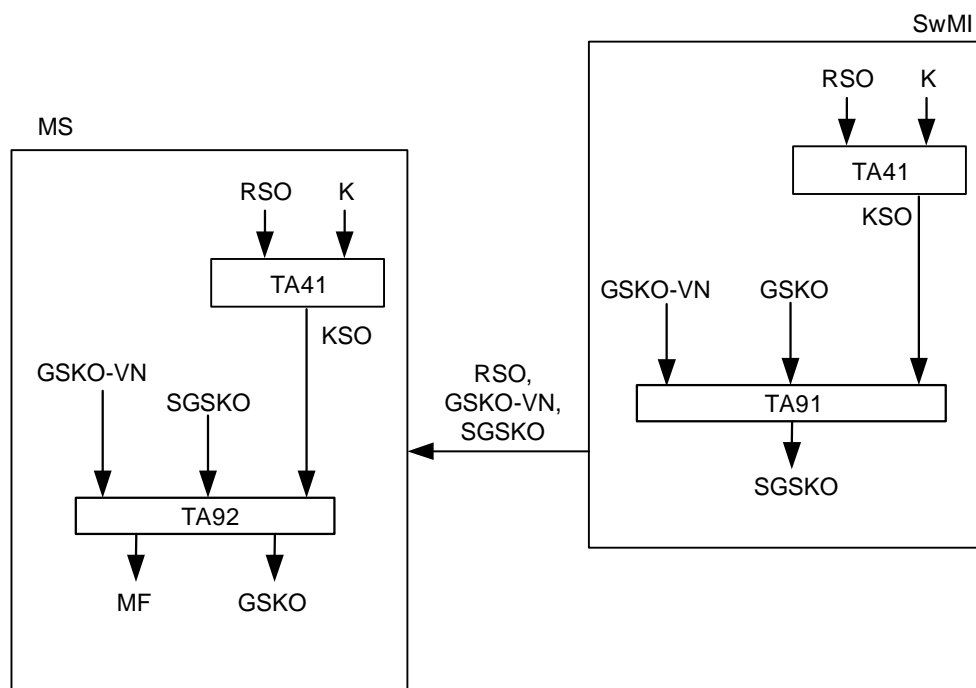 SwMI
RSO K
TA41
KSO
GSKO-VN GSKO
TA91
SGSKO
MS
RSO K
TA41
KSO
GSKO-VN
SGSKO
TA92
MF GSKO
RSO,
GSKO-VN,
SGSKO